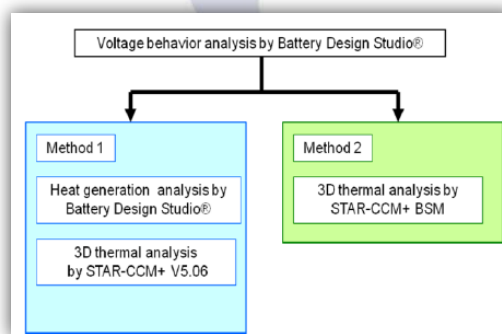 Voltage behavior analysis by Battery Design Studio®
Method 1
Heat generation analysis by
Battery Design Studio®
3D thermal analysis
by STAR-CCM+ V5.06
Method 2
3D thermal analysis by
STAR-CCM+ BSM